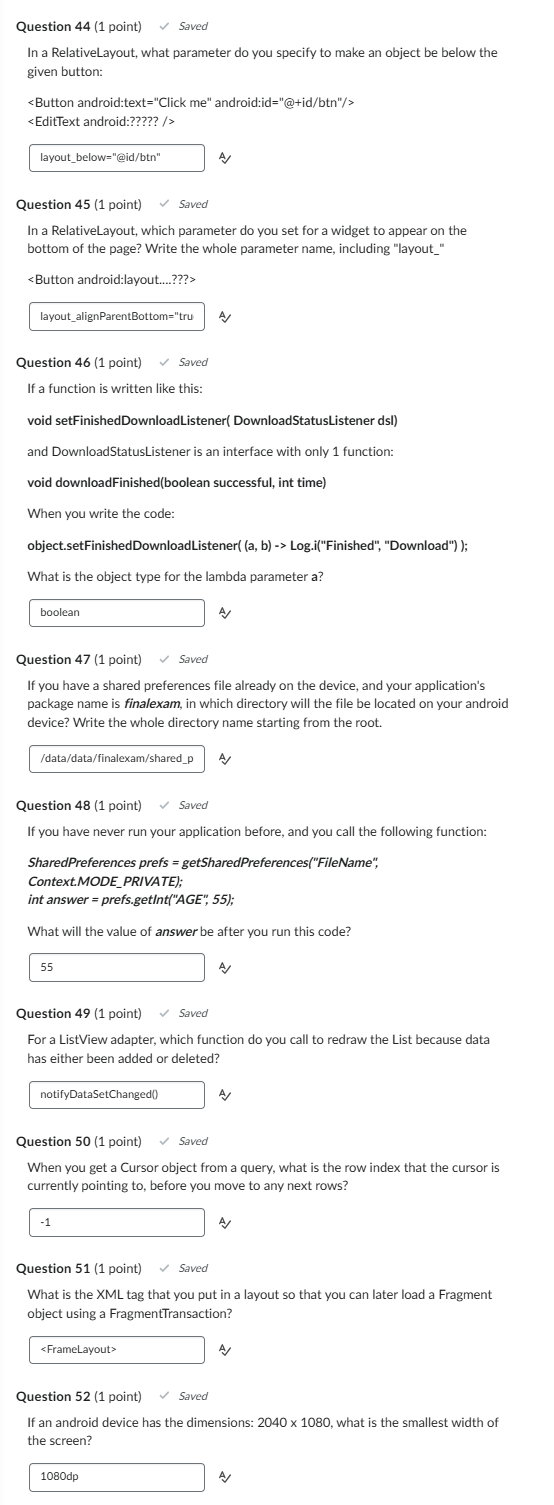 Question 44 (1 point) ✓ Saved
In a RelativeLayout, what parameter do you specify to make an object be below the
given button:
<Button android:text="Click me" android:id="@+id/btn"/>
<EditText android:????? />
layout_below="@id/btn"
Question 45 (1 point) ✓ Saved
In a RelativeLayout, which parameter do you set for a widget to appear on the
bottom of the page? Write the whole parameter name, including "layout_"
<Button android:layout....???>
layout_alignParentBottom="tru
Question 46 (1 point) ✓ Saved
If a function is written like this:
void setFinishedDownloadListener( DownloadStatusListener dsl)
and DownloadStatusListener is an interface with only 1 function:
void downloadFinished(boolean successful, int time)
When you write the code:
object.setFinishedDownloadListener( (a, b) -> Log.i("Finished", "Download") );
What is the object type for the lambda parameter a?
boolean
Question 47 (1 point) ✓ Saved
If you have a shared preferences file already on the device, and your application's
package name is finalexam, in which directory will the file be located on your android
device? Write the whole directory name starting from the root.
/data/data/finalexam/shared_p
Question 48 (1 point) ✓ Saved
If you have never run your application before, and you call the following function:
SharedPreferences prefs = getSharedPreferences("FileName",
Context.MODE_PRIVATE);
int answer = prefs.getInt("AGE", 55);
What will the value of answer be after you run this code?
55
Question 49 (1 point) ✓ Saved
For a ListView adapter, which function do you call to redraw the List because data
has either been added or deleted?
notifyDataSetChanged()
Question 50 (1 point) ✓ Saved
When you get a Cursor object from a query, what is the row index that the cursor is
currently pointing to, before you move to any next rows?
-1
Question 51 (1 point) ✓ Saved
What is the XML tag that you put in a layout so that you can later load a Fragment
object using a FragmentTransaction?
<FrameLayout>
Question 52 (1 point) ✓ Saved
If an android device has the dimensions: 2040 x 1080, what is the smallest width of
the screen?
1080dp